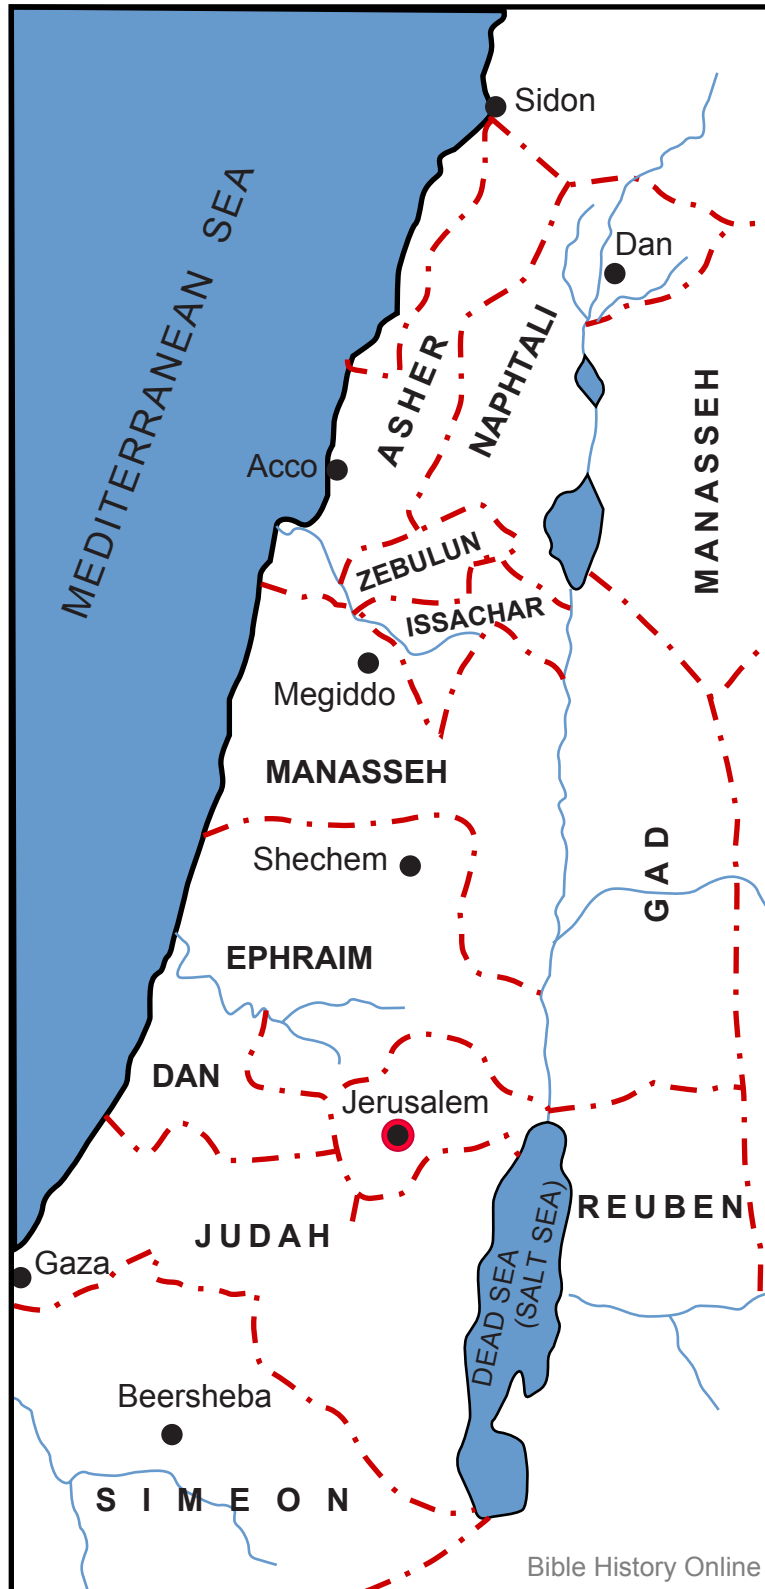 Sidon
MEDITERRANEAN SEA
Dan
ASHER
NAPHTALI
MANASSEH
Acco
ZEBULUN
ISSACHAR
Megiddo
MANASSEH
Shechem
GAD
EPHRAIM
DAN
Jerusalem
REUBEN
JUDAH
DEAD SEA
(SALT SEA)
Gaza
Beersheba
SIMEON
Bible History Online